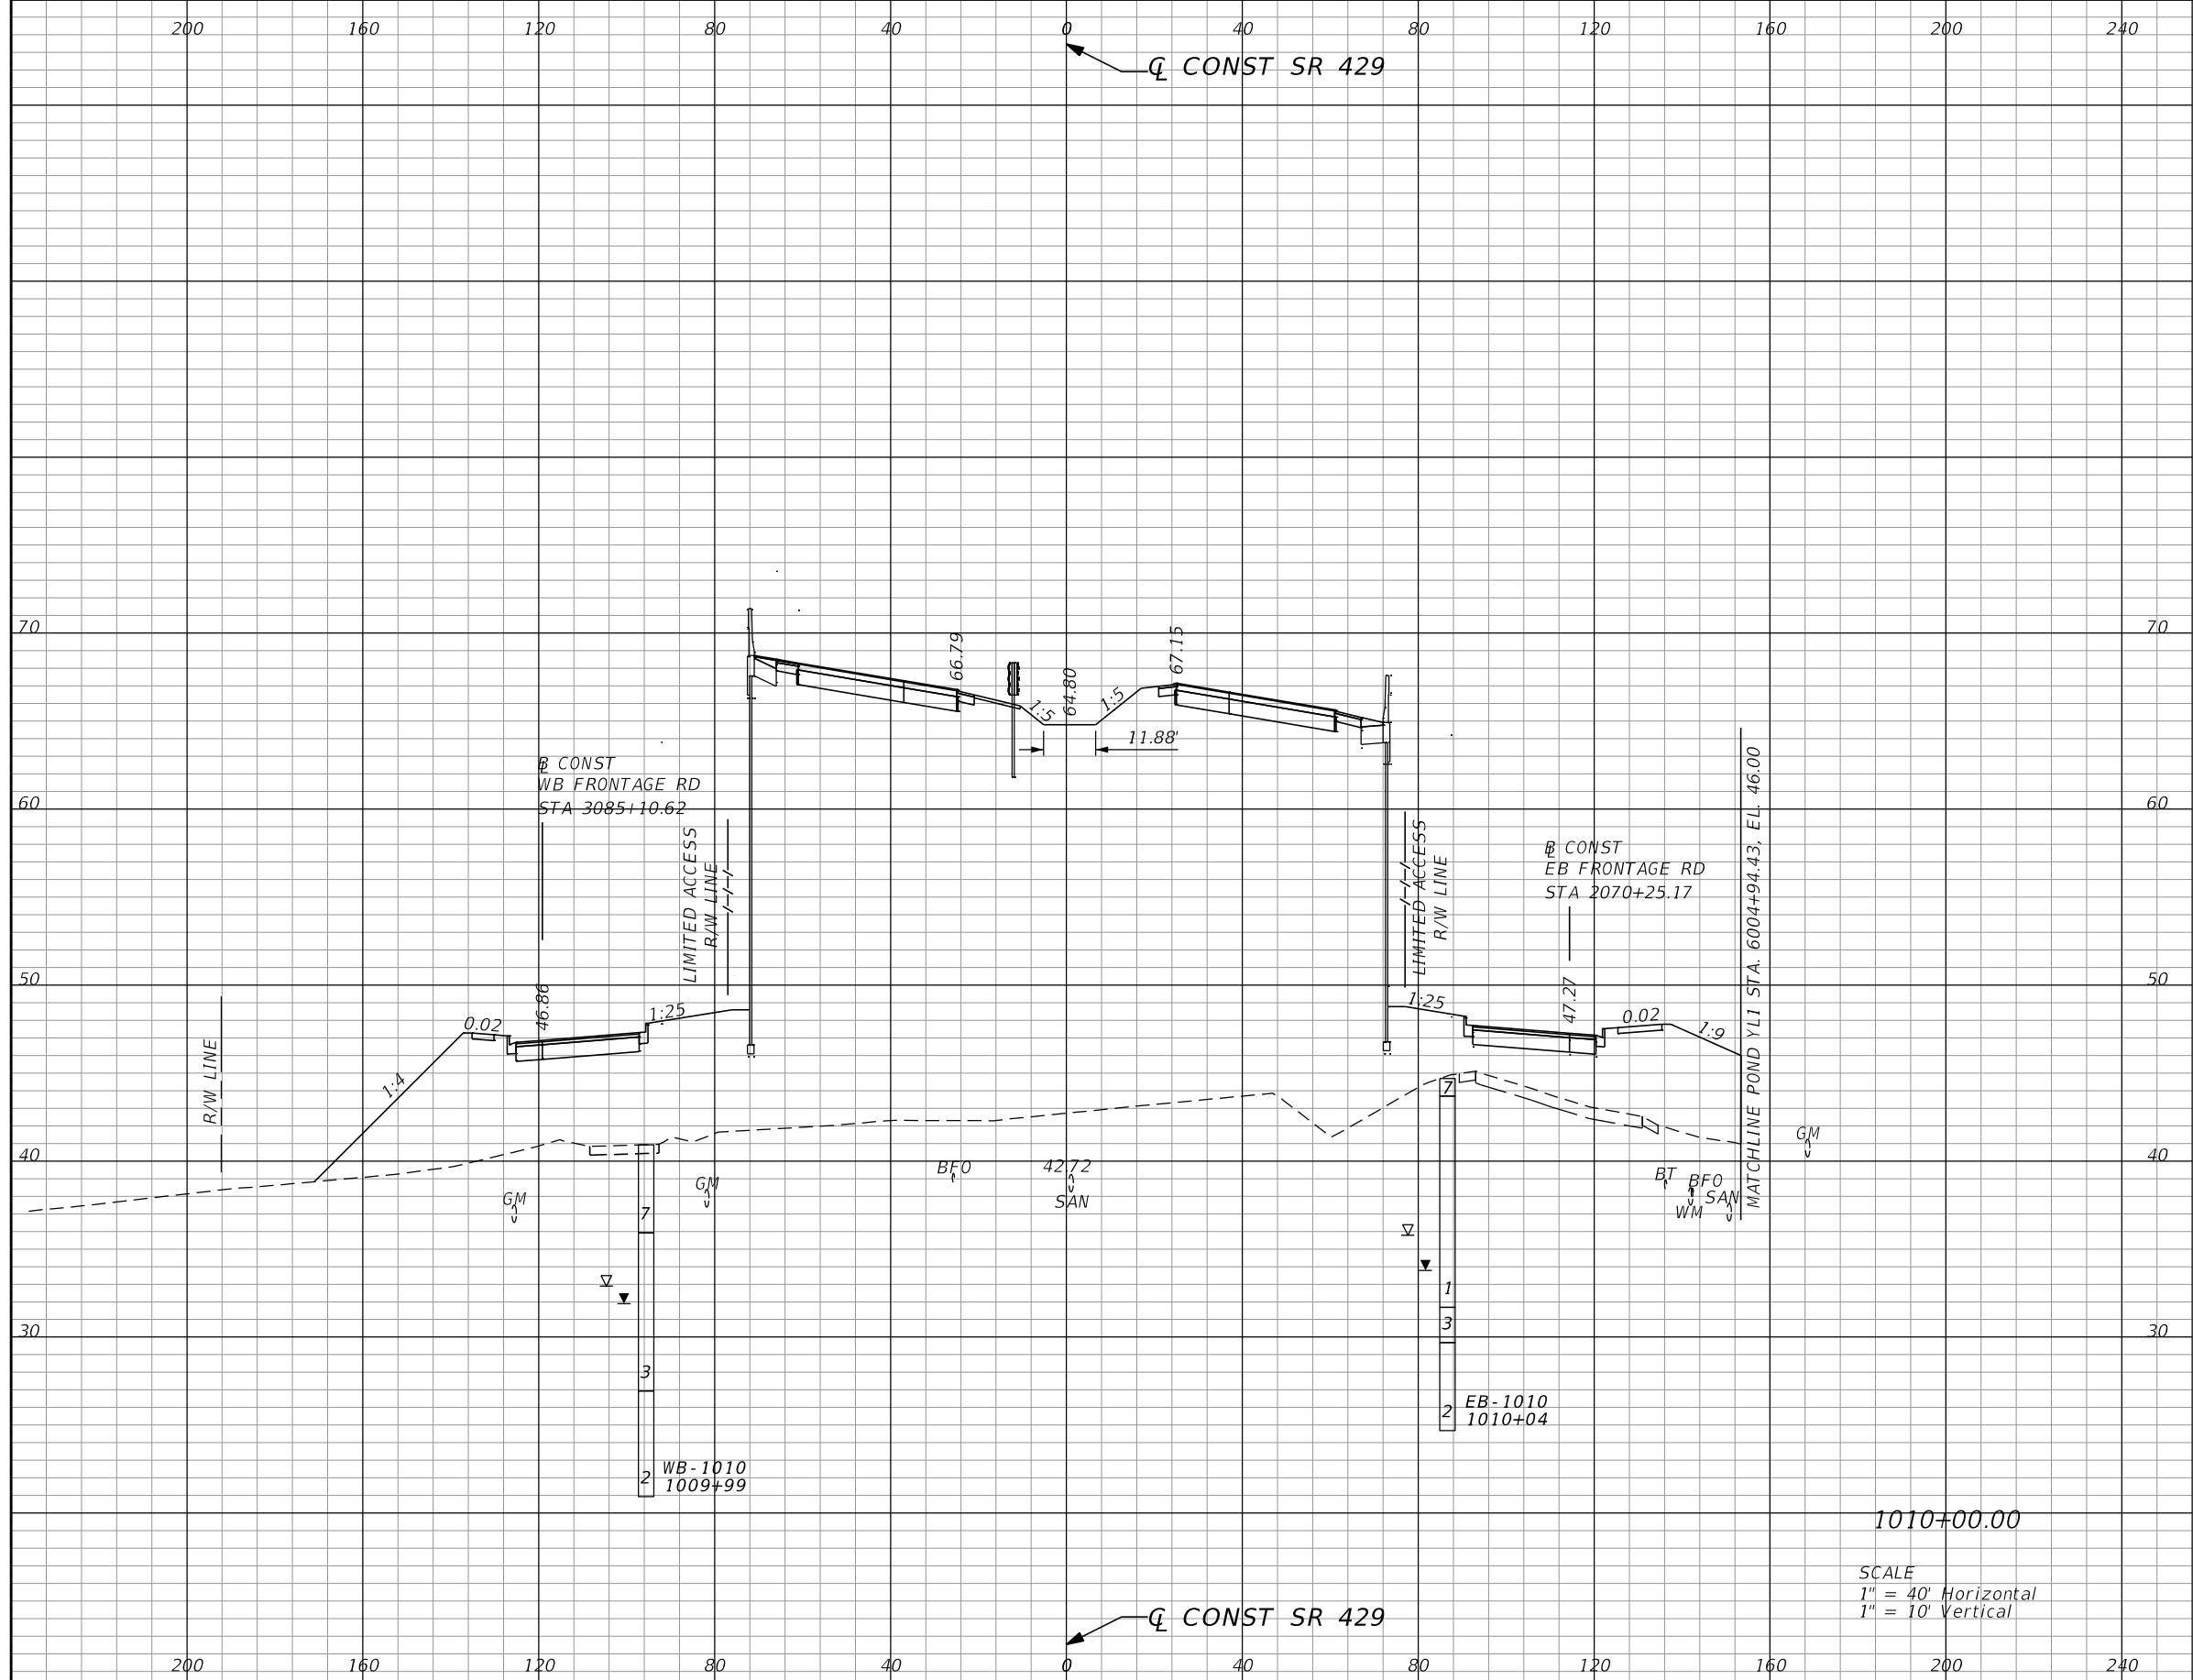 200 160 120 80 40 0 40 80 120 160 200 240
℄ CONST SR 429
70 70
66.79
67.15
64.80
1:5
1:5
11.88'
℄ CONST
WB FRONTAGE RD
STA 3085+10.62
60 60
LIMITED ACCESS
R/W LINE
LIMITED ACCESS
R/W LINE
℄ CONST
EB FRONTAGE RD
STA 2070+25.17
MATCHLINE POND YL1 STA. 6004+94.43, EL. 46.00
50 50
R/W LINE
1:4
0.02
46.86
1:25
1:25
47.27
0.02
1:9
40 40
GM
GM
BFO
42.72
SAN
BT
BFO
WM
SAN
GM
7
3
2
WB-1010
1009+99
7
1
3
2
EB-1010
1010+04
30 30
1010+00.00
SCALE
1" = 40' Horizontal
1" = 10' Vertical
℄ CONST SR 429
200 160 120 80 40 0 40 80 120 160 200 240